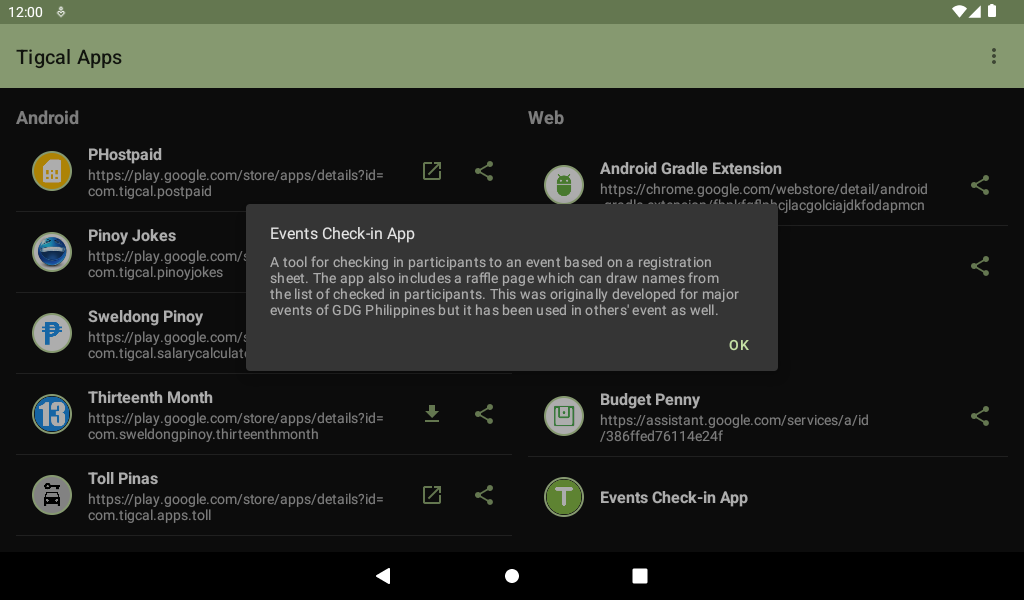 12:00
Tigcal Apps
Android
PHostpaid
https://play.google.com/store/apps/details?id=
com.tigcal.postpaid
Pinoy Jokes
https://play.google.com/s
com.tigcal.pinoyjokes
Sweldong Pinoy
https://play.google.com/s
com.tigcal.salarycalculat
13
Thirteenth Month
https://play.google.com/store/apps/details?id=
com.sweldongpinoy.thirteenthmonth
Toll Pinas
https://play.google.com/store/apps/details?id=
com.tigcal.apps.toll
Web
Android Gradle Extension
https://chrome.google.com/webstore/detail/android
Events Check-in App
A tool for checking in participants to an event based on a registration
sheet. The app also includes a raffle page which can draw names from
the list of checked in participants. This was originally developed for major
events of GDG Philippines but it has been used in others' event as well.
OK
Budget Penny
https://assistant.google.com/services/a/id
/386ffed76114e24f
T
Events Check-in App